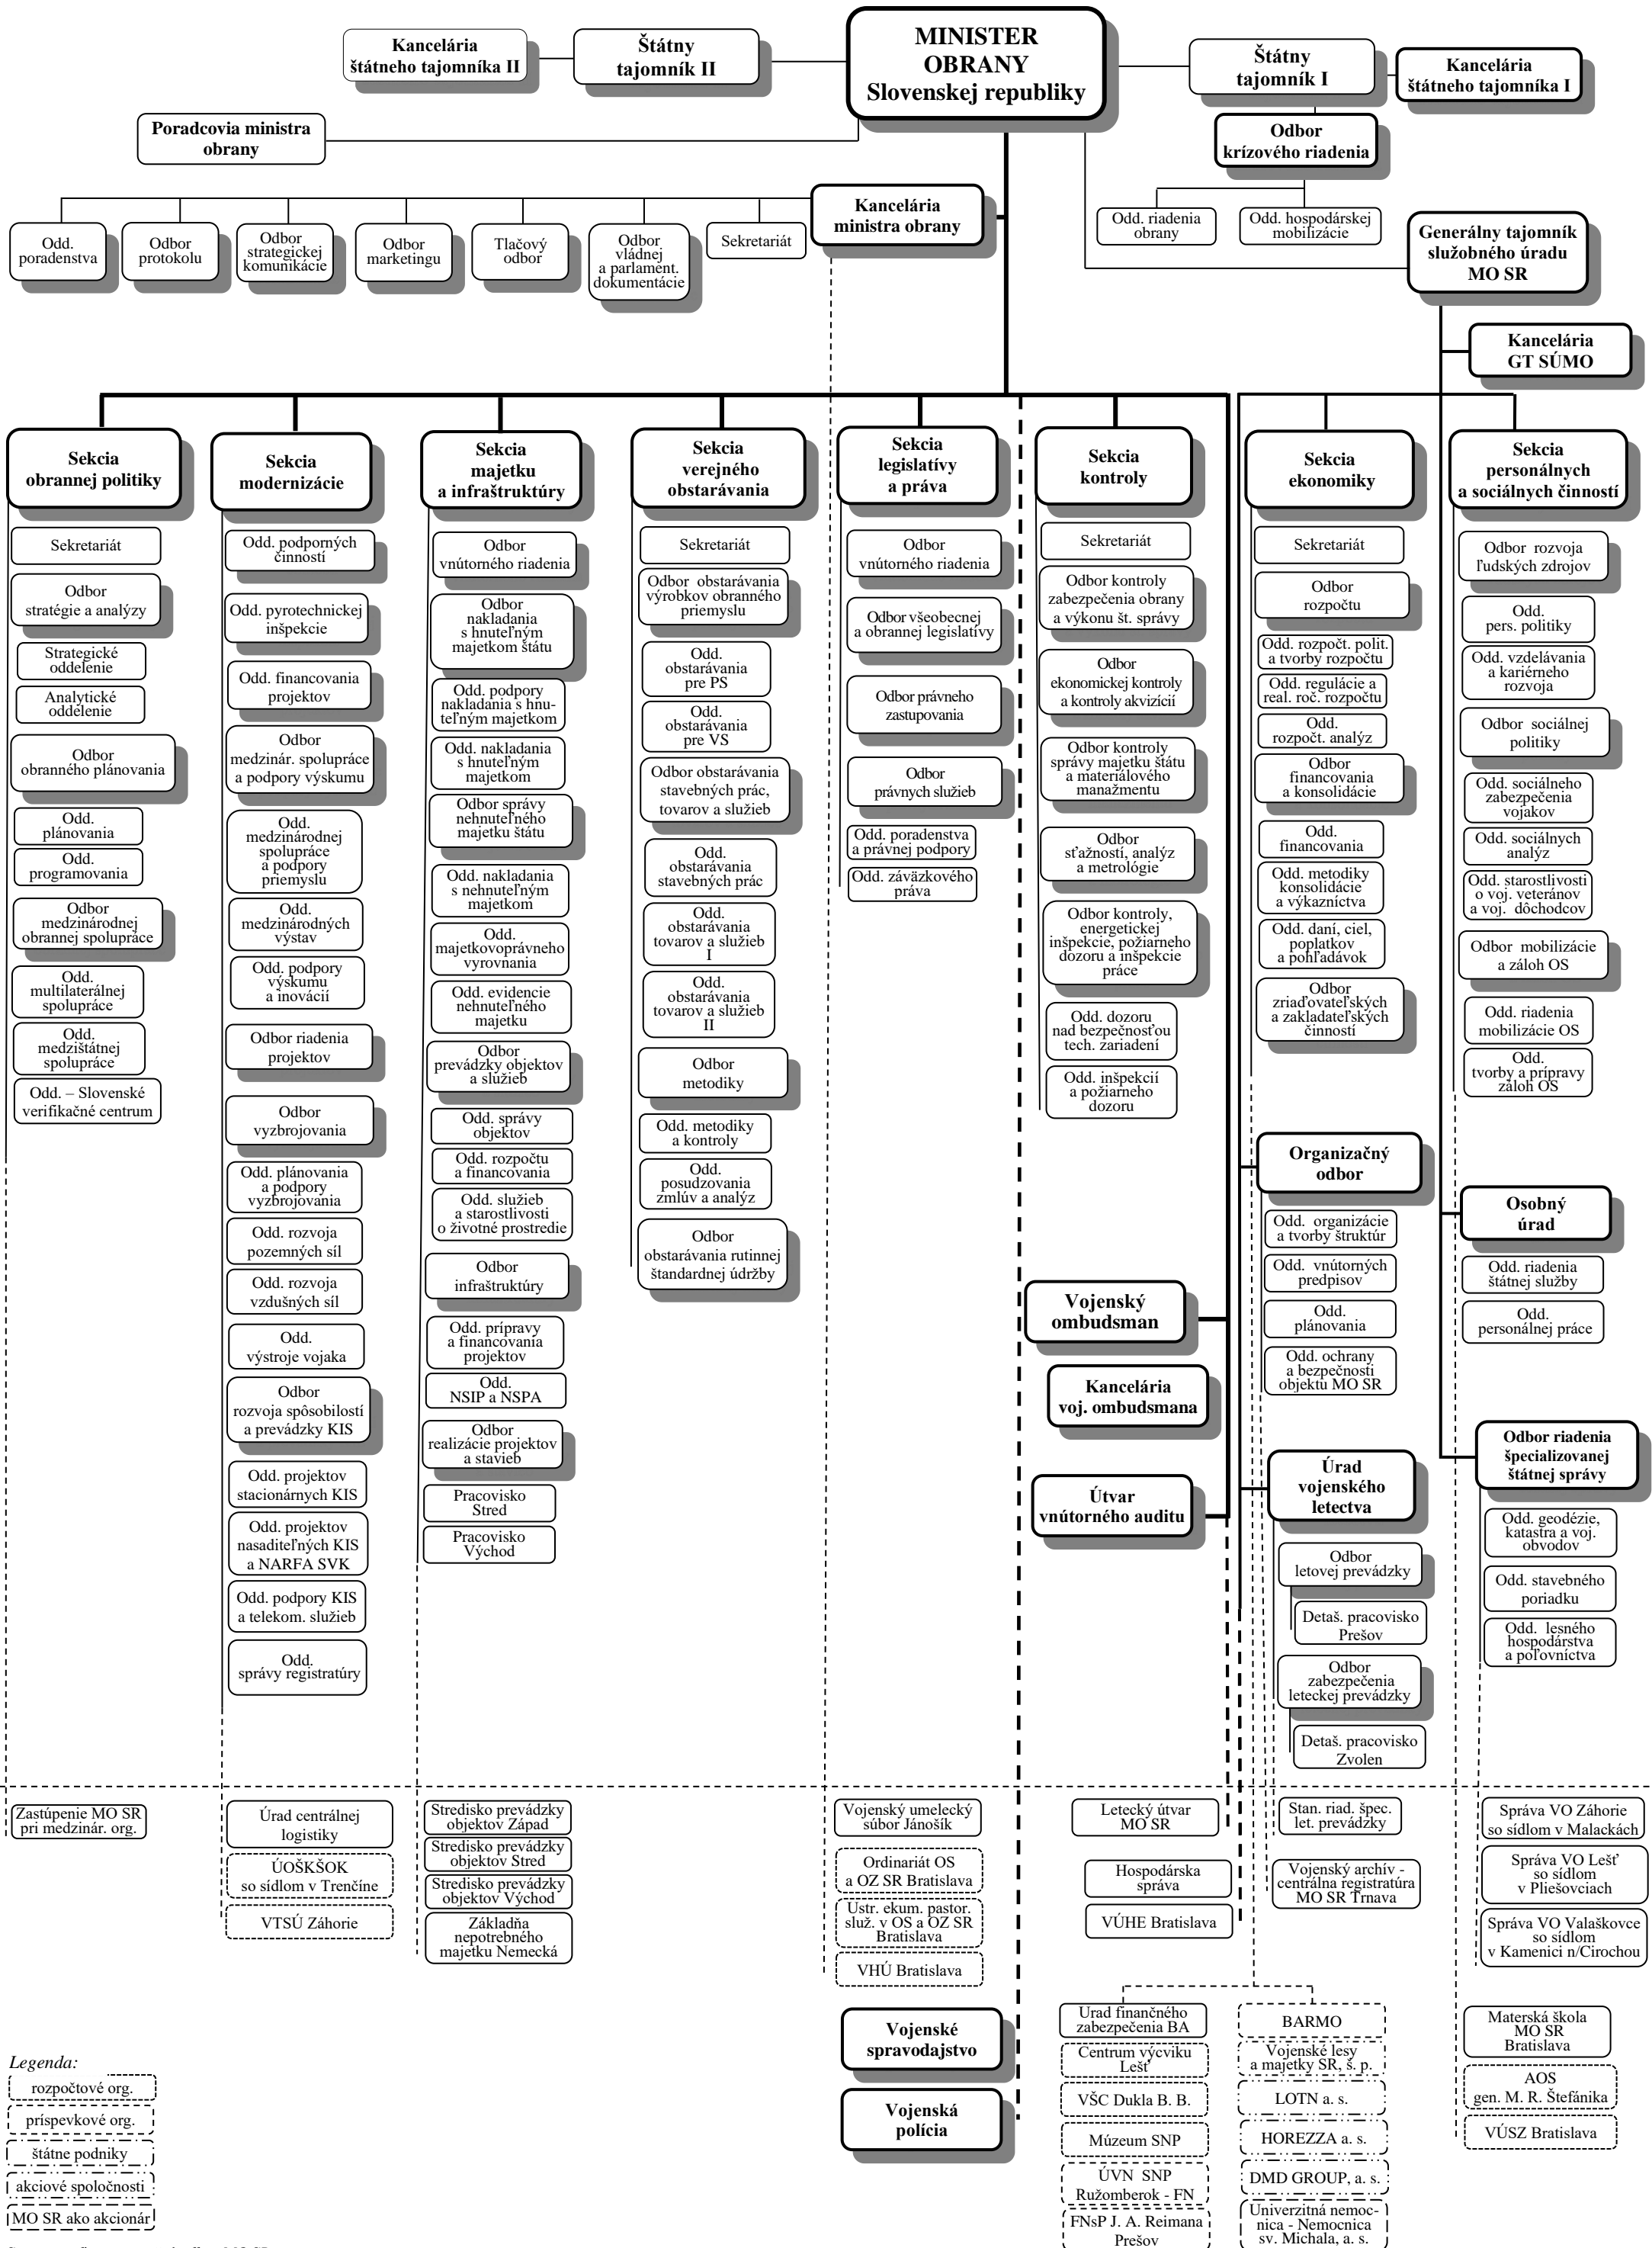 MINISTER
OBRANY
Slovenskej republiky
Kancelária
štátneho tajomníka II
Štátny
tajomník II
Štátny
tajomník I
Kancelária
štátneho tajomníka I
Poradcovia ministra
obrany
Odbor
krízového riadenia
Odd. riadenia
obrany
Odd. hospodárskej
mobilizácie
Kancelária
ministra obrany
Generálny tajomník
služobného úradu
MO SR
Odd.
poradenstva
Odbor
protokolu
Odbor
strategickej
komunikácie
Odbor
marketingu
Tlačový
odbor
Odbor
vládnej
a parlament.
dokumentácie
Sekretariát
Kancelária
GT SÚMO
Sekcia
obrannej politiky
Sekretariát
Odbor
stratégie a analýzy
Strategické
oddelenie
Analytické
oddelenie
Odbor
obranného plánovania
Odd.
plánovania
Odd.
programovania
Odbor
medzinárodnej
obrannej spolupráce
Odd.
multilaterálnej
spolupráce
Odd.
medzištátnej
spolupráce
Odd. – Slovenské
verifikačné centrum
Sekcia
modernizácie
Odd. podporných
činností
Odd. pyrotechnickej
inšpekcie
Odd. financovania
projektov
Odbor
medzinár. spolupráce
a podpory výskumu
Odd.
medzinárodnej
spolupráce
a podpory
priemyslu
Odd.
medzinárodných
výstav
Odd. podpory
výskumu
a inovácií
Odbor riadenia
projektov
Odbor
vyzbrojovania
Odd. plánovania
a podpory
vyzbrojovania
Odd. rozvoja
pozemných síl
Odd. rozvoja
vzdušných síl
Odd.
výstroje vojaka
Odbor
rozvoja spôsobilostí
a prevádzky KIS
Odd. projektov
stacionárnych KIS
Odd. projektov
nasaditeľných KIS
a NARFA SVK
Odd. podpory KIS
a telekom. služieb
Odd.
správy registratúry
Sekcia
majetku
a infraštruktúry
Odbor
vnútorného riadenia
Odbor
nakladania
s hnuteľným
majetkom štátu
Odd. podpory
nakladania s hnu-
teľným majetkom
Odd. nakladania
s hnuteľným
majetkom
Odbor správy
nehnuteľného
majetku štátu
Odd. nakladania
s nehnuteľným
majetkom
Odd.
majetkovoprávneho
vyrovnania
Odd. evidencie
nehnuteľného
majetku
Odbor
prevádzky objektov
a služieb
Odd. správy
objektov
Odd. rozpočtu
a financovania
Odd. služieb
a starostlivosti
o životné prostredie
Odbor
infraštruktúry
Odd. prípravy
a financovania
projektov
Odd.
NSIP a NSPA
Odbor
realizácie projektov
a stavieb
Pracovisko
Stred
Pracovisko
Východ
Sekcia
verejného
obstarávania
Sekretariát
Odbor obstarávania
výrobkov obranného
priemyslu
Odd.
obstarávania
pre PS
Odd.
obstarávania
pre VS
Odbor obstarávania
stavebných prác,
tovarov a služieb
Odd.
obstarávania
stavebných prác
Odd.
obstarávania
tovarov a služieb
I
Odd.
obstarávania
tovarov a služieb
II
Odbor
metodiky
Odd. metodiky
a kontroly
Odd.
posudzovania
zmlúv a analýz
Odbor
obstarávania rutinnej
štandardnej údržby
Sekcia
legislatívy
a práva
Odbor
vnútorného riadenia
Odbor všeobecnej
a obrannej legislatívy
Odbor právneho
zastupovania
Odbor
právnych služieb
Odd. poradenstva
a právnej podpory
Odd. záväzkového
práva
Sekcia
kontroly
Sekretariát
Odbor kontroly
zabezpečenia obrany
a výkonu št. správy
Odbor
ekonomickej kontroly
a kontroly akvizícií
Odbor kontroly
správy majetku štátu
a materiálového
manažmentu
Odbor
sťažností, analýz
a metrológie
Odbor kontroly,
energetickej
inšpekcie, požiarneho
dozoru a inšpekcie
práce
Odd. dozoru
nad bezpečnosťou
tech. zariadení
Odd. inšpekcií
a požiarneho
dozoru
Vojenský
ombudsman
Kancelária
voj. ombudsmana
Útvar
vnútorného auditu
Sekcia
ekonomiky
Sekretariát
Odbor
rozpočtu
Odd. rozpočt. polit.
a tvorby rozpočtu
Odd. regulácie a
real. roč. rozpočtu
Odd.
rozpočt. analýz
Odbor
financovania
a konsolidácie
Odd.
financovania
Odd. metodiky
konsolidácie
a výkazníctva
Odd. daní, ciel,
poplatkov
a pohľadávok
Odbor
zriaďovateľských
a zakladateľských
činností
Organizačný
odbor
Odd. organizácie
a tvorby štruktúr
Odd. vnútorných
predpisov
Odd.
plánovania
Odd. ochrany
a bezpečnosti
objektu MO SR
Úrad
vojenského
letectva
Odbor
letovej prevádzky
Detaš. pracovisko
Prešov
Odbor
zabezpečenia
leteckej prevádzky
Detaš. pracovisko
Zvolen
Sekcia
personálnych
a sociálnych činností
Odbor rozvoja
ľudských zdrojov
Odd.
pers. politiky
Odd. vzdelávania
a kariérneho
rozvoja
Odbor sociálnej
politiky
Odd. sociálneho
zabezpečenia
vojakov
Odd. sociálnych
analýz
Odd. starostlivosti
o voj. veteránov
a voj. dôchodcov
Odbor mobilizácie
a záloh OS
Odd. riadenia
mobilizácie OS
Odd.
tvorby a prípravy
záloh OS
Osobný
úrad
Odd. riadenia
štátnej služby
Odd.
personálnej práce
Odbor riadenia
špecializovanej
štátnej správy
Odd. geodézie,
katastra a voj.
obvodov
Odd. stavebného
poriadku
Odd. lesného
hospodárstva
a poľovníctva
Zastúpenie MO SR
pri medzinár. org.
Úrad centrálnej
logistiky
ÚOŠKŠOK
so sídlom v Trenčíne
VTSÚ Záhorie
Stredisko prevádzky
objektov Západ
Stredisko prevádzky
objektov Stred
Stredisko prevádzky
objektov Východ
Základňa
nepotrebného
majetku Nemecká
Vojenský umelecký
súbor Jánošík
Ordinariát OS
a OZ SR Bratislava
Ústr. ekum. pastor.
služ. v OS a OZ SR
Bratislava
VHÚ Bratislava
Vojenské
spravodajstvo
Vojenská
polícia
Letecký útvar
MO SR
Hospodárska
správa
VÚHE Bratislava
Stan. riad. špec.
let. prevádzky
Vojenský archív -
centrálna registratúra
MO SR Trnava
Správa VO Záhorie
so sídlom v Malackách
Správa VO Lešť
so sídlom
v Pliešovciach
Správa VO Valaškovce
so sídlom
v Kamenici n/Cirochou
Úrad finančného
zabezpečenia BA
Centrum výcviku
Lešť
VŠC Dukla B. B.
Múzeum SNP
ÚVN SNP
Ružomberok - FN
FNsP J. A. Reimana
Prešov
BARMO
Vojenské lesy
a majetky SR, š. p.
LOTN a. s.
HOREZZA a. s.
DMD GROUP, a. s.
Univerzitná nemoc-
nica - Nemocnica
sv. Michala, a. s.
Materská škola
MO SR
Bratislava
AOS
gen. M. R. Štefánika
VÚSZ Bratislava
Legenda:
rozpočtové org.
príspevkové org.
štátne podniky
akciové spoločnosti
MO SR ako akcionár